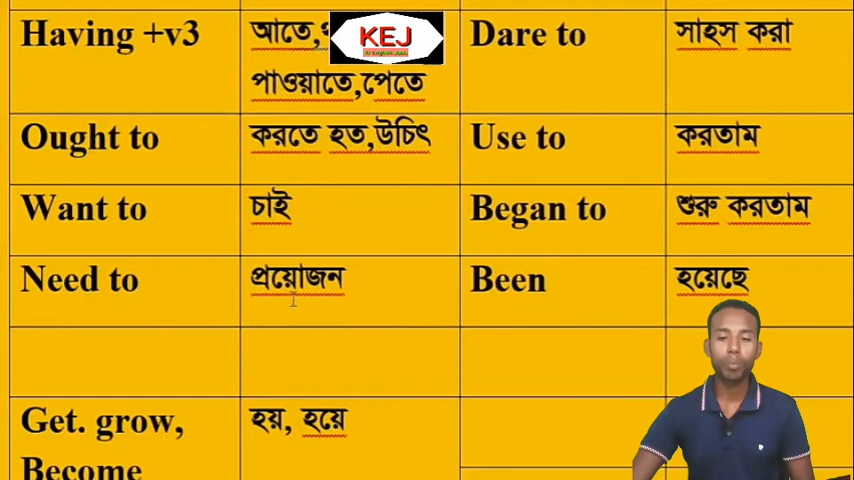 Having +v3
আতে,
পাওয়াতে,পেতে
KEJ
Dare to
সাহস করা
Ought to
করতে হত,উচিৎ
Use to
করতাম
Want to
চাই
Began to
শুরু করতাম
Need to
প্রয়োজন
Been
হয়েছে
Get. grow,
Become
হয়, হয়ে